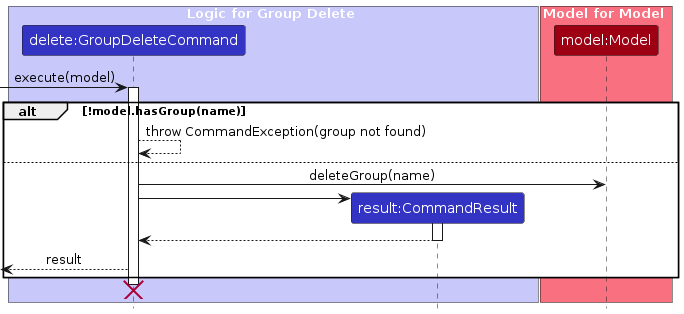 Logic for Group Delete
Model for Model
delete:GroupDeleteCommand
model:Model
execute(model)
alt
[!model.hasGroup(name)]
throw CommandException(group not found)
deleteGroup(name)
result:CommandResult
result